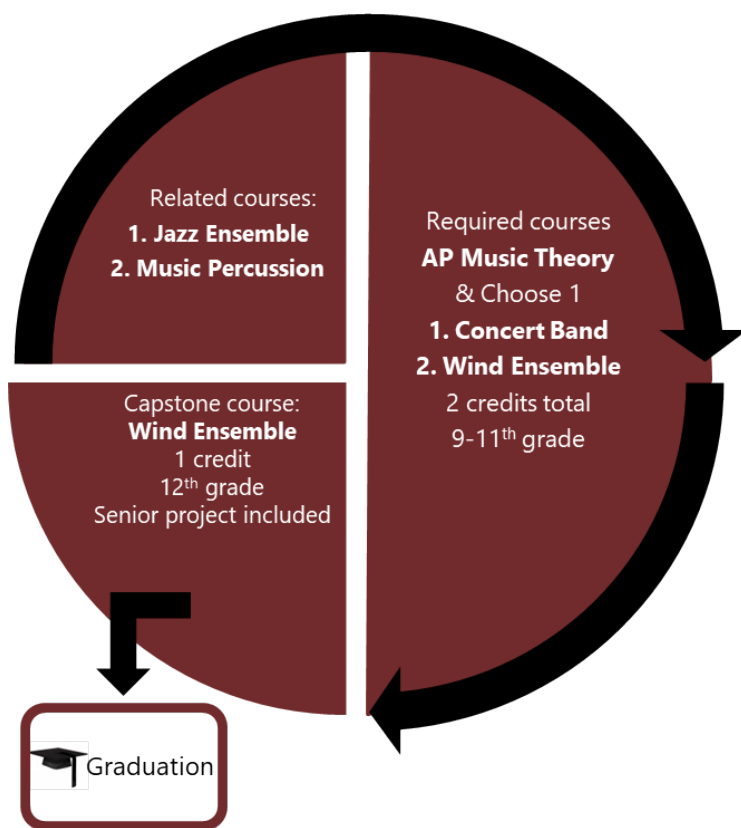 Related courses:
1. Jazz Ensemble
2. Music Percussion
Required courses
AP Music Theory
& Choose 1
1. Concert Band
2. Wind Ensemble
2 credits total
9-11th grade
Capstone course:
Wind Ensemble
1 credit
12th grade
Senior project included
Graduation